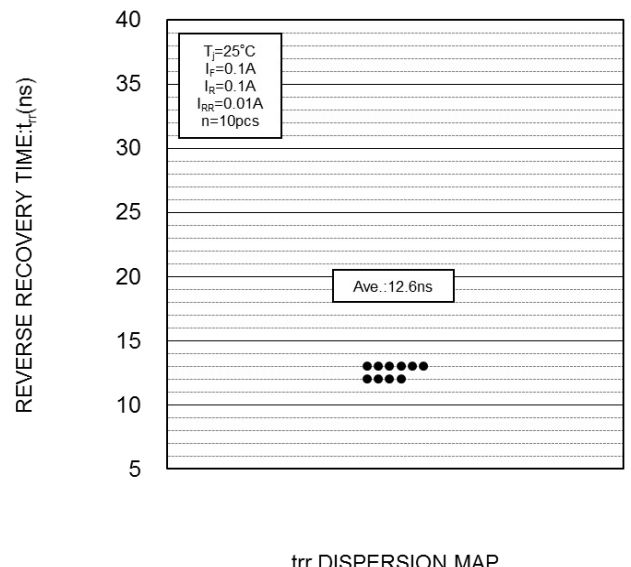 40
35
30
25
20
15
10
5
REVERSE RECOVERY TIME:trr(ns)
Tj=25°C
IF=0.1A
IR=0.1A
IRR=0.01A
n=10pcs
Ave.:12.6ns
trr DISPERSION MAP